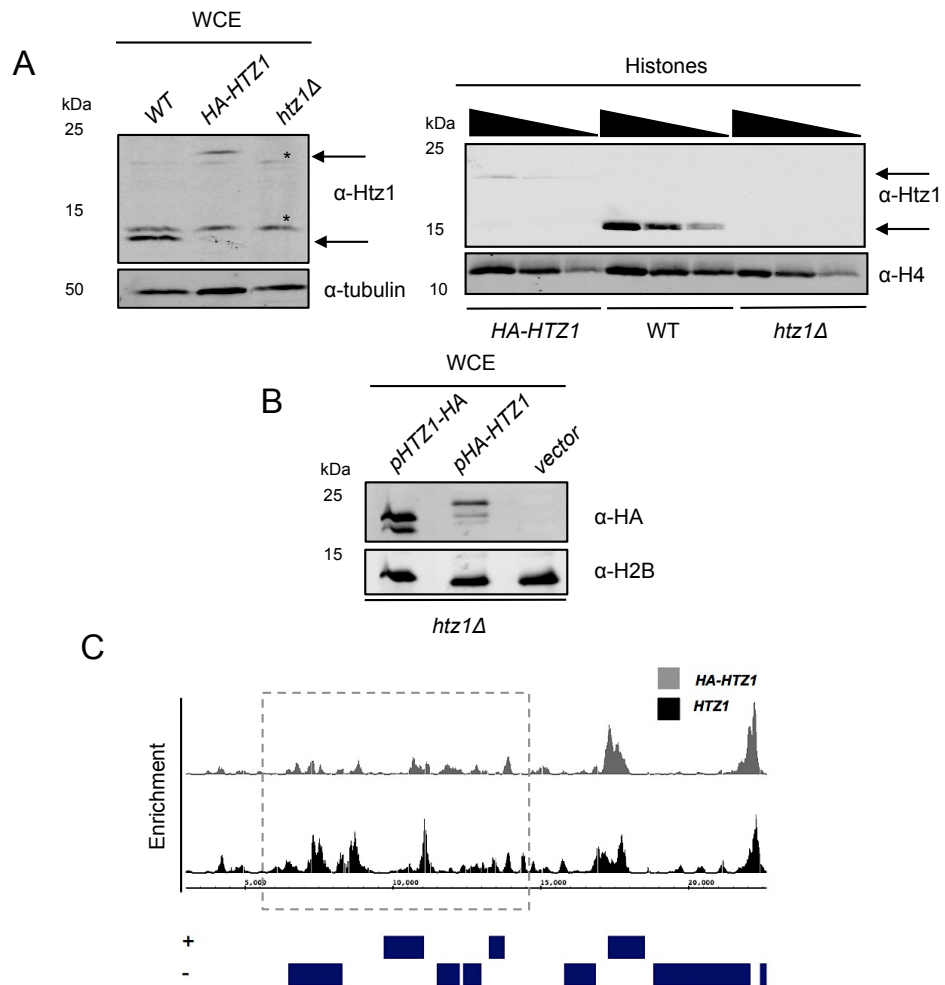 A
WCE
WT
HA-HTZ1
htz1Δ
kDa
25
15
50
*
*
α-Htz1
α-tubulin
Histones
kDa
25
15
10
α-Htz1
α-H4
HA-HTZ1
WT
htz1Δ
B
WCE
pHTZ1-HA
pHA-HTZ1
vector
kDa
25
15
α-HA
α-H2B
htz1Δ
C
HA-HTZ1
HTZ1
Enrichment
5,000
10,000
15,000
20,000
+
-